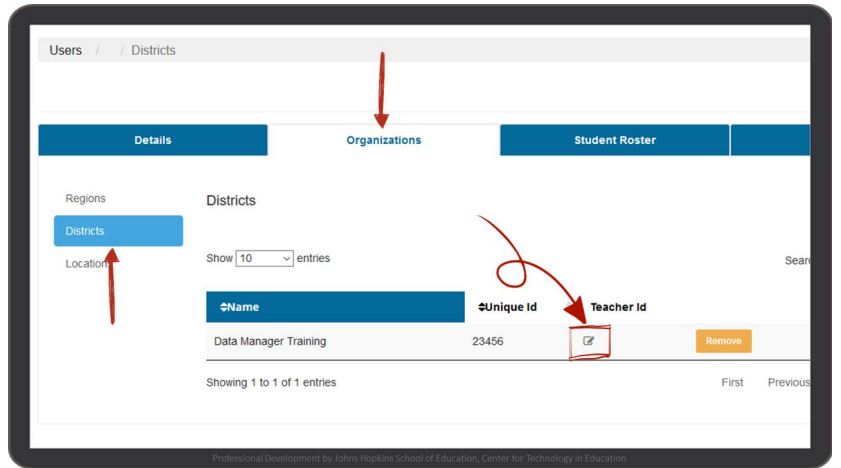 Users / / Districts
Details Organizations Student Roster
Regions
Districts
Districts
Show 10 entries
Location
Name Unique Id Teacher Id
Data Manager Training 23456 Remove
Showing 1 to 1 of 1 entries First Previous
Professional Development by Johns Hopkins School of Education, Center for Technology in Education